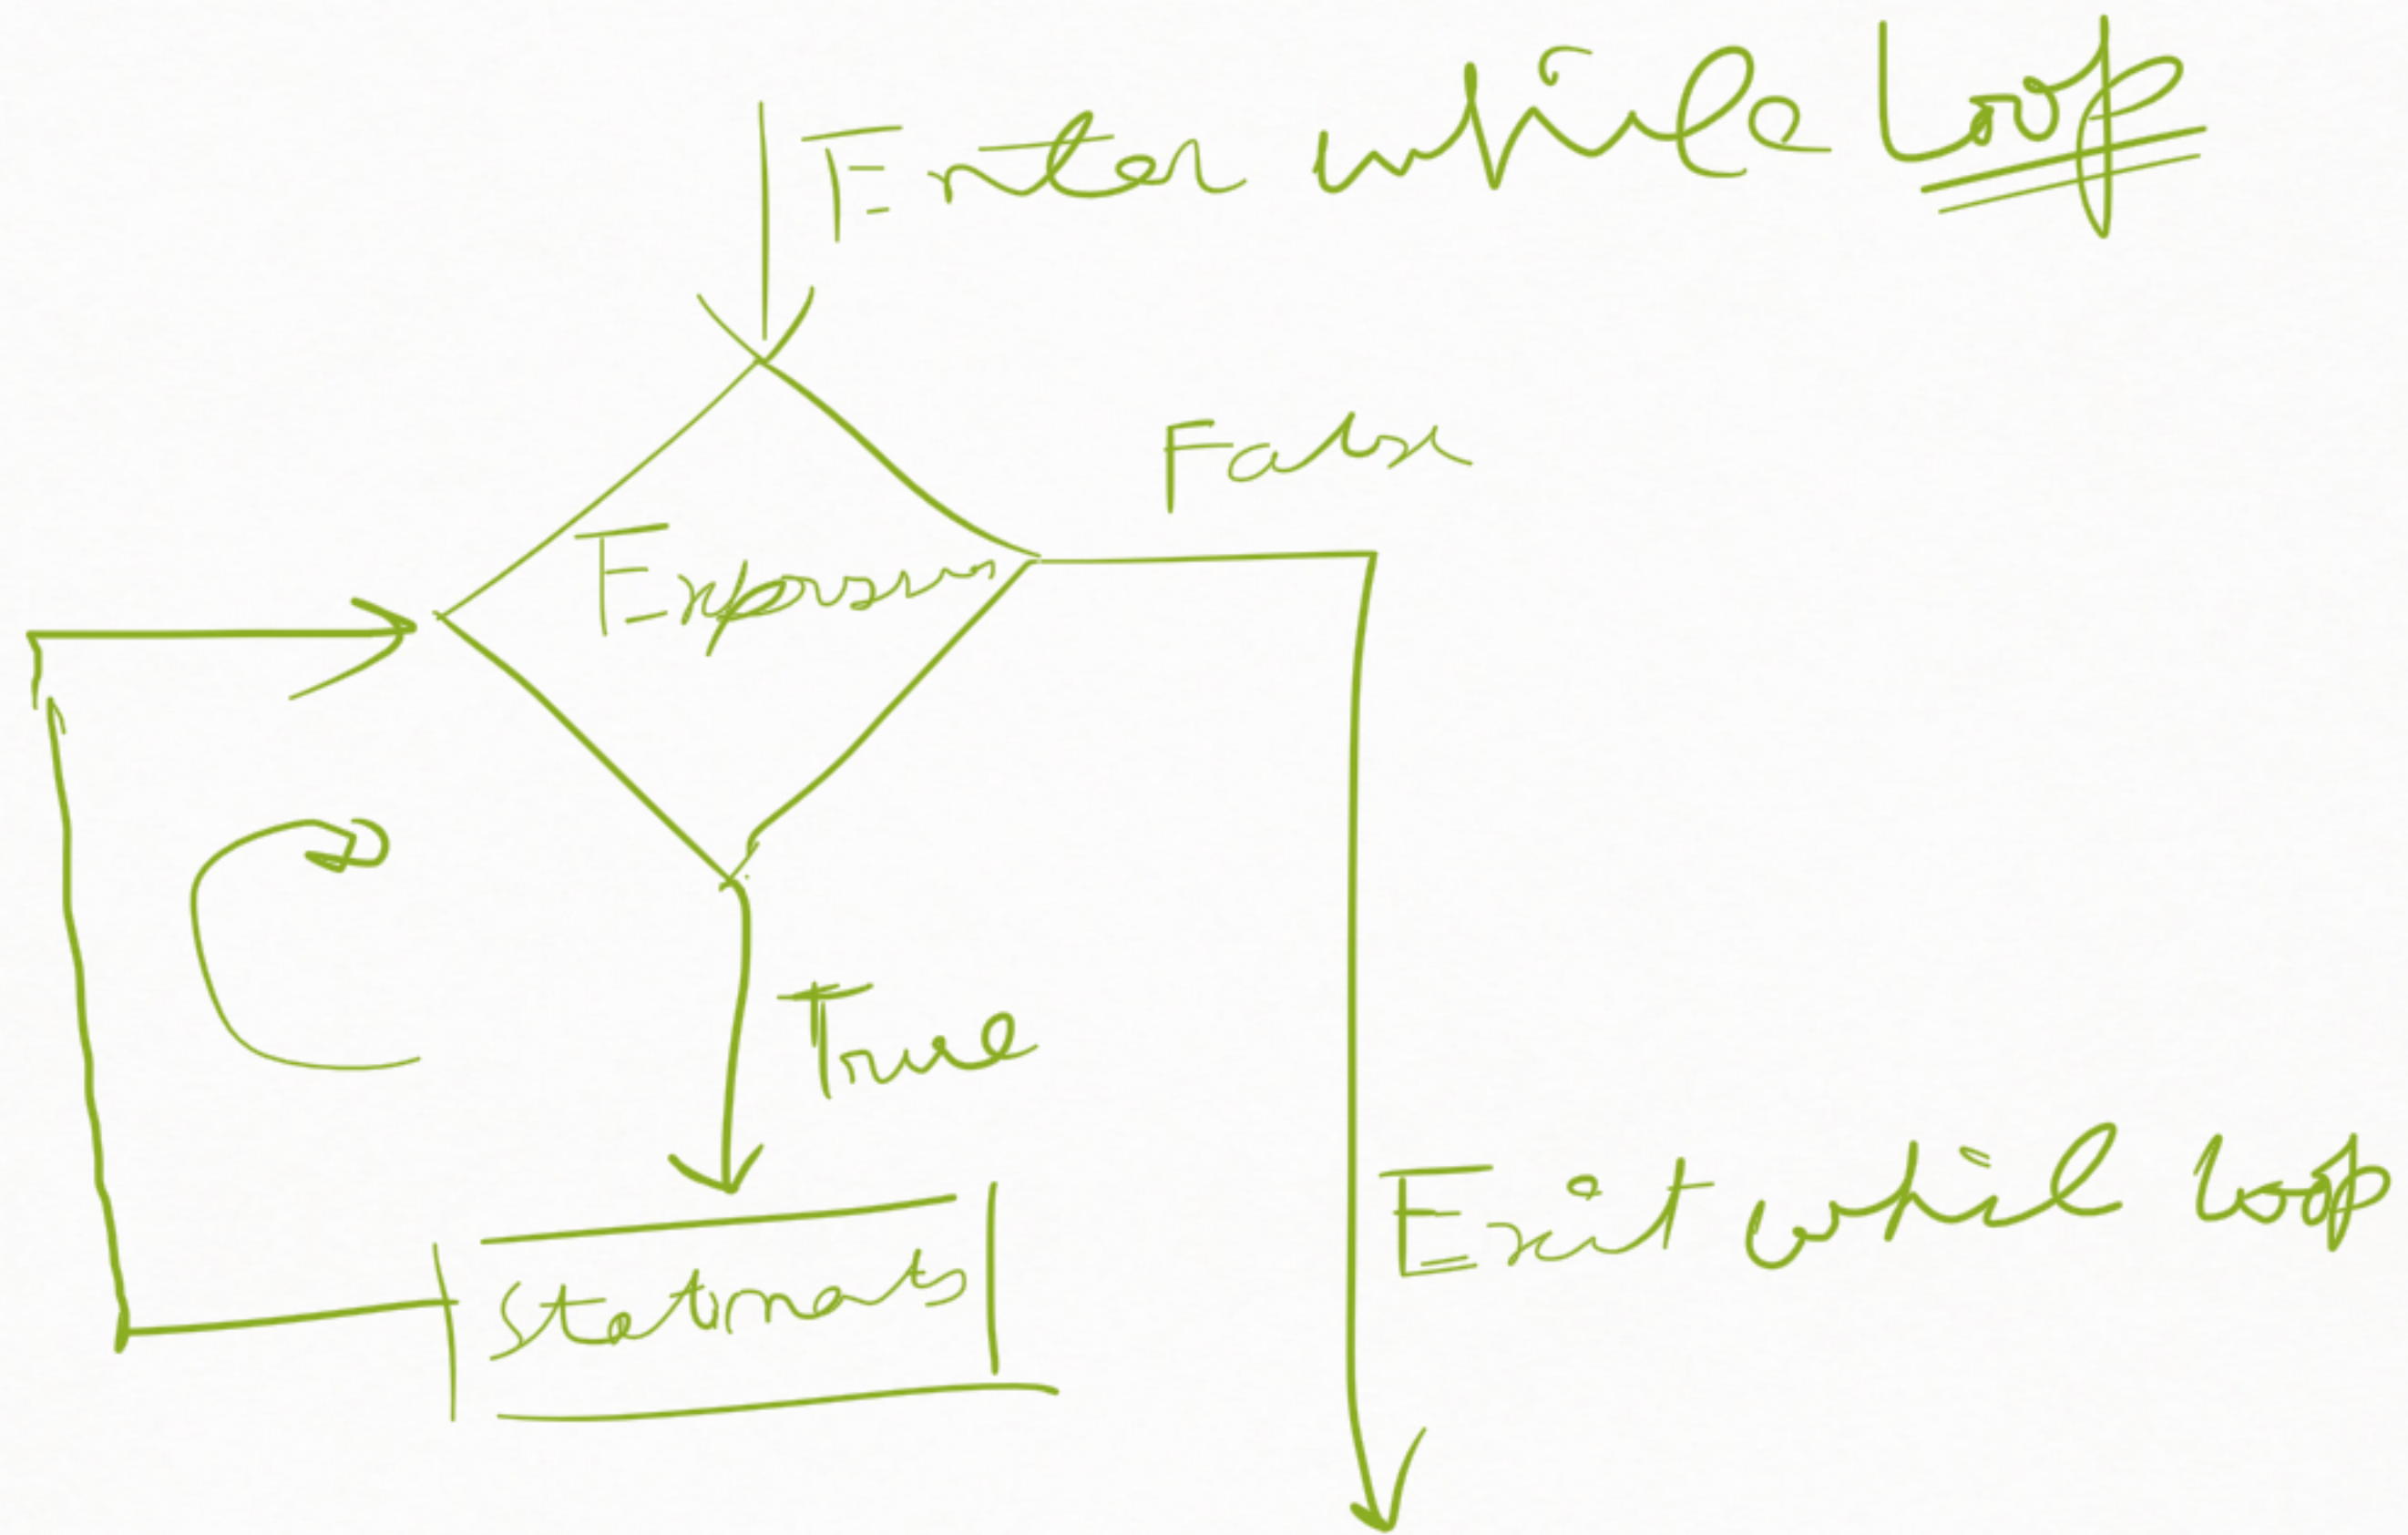 Enter while loop
False
Expression
True
Statements
Exit while loop